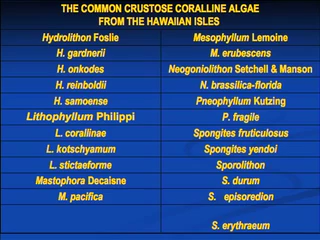 THE COMMON CRUSTOSE CORALLINE ALGAE
FROM THE HAWAIIAN ISLES
Hydrolithon Foslie
Mesophyllum Lemoine
H. gardnerii
M. erubescens
H. onkodes
Neogoniolithon Setchell & Manson
H. reinboldii
N. brassilica-florida
H. samoense
Pneophyllum Kutzing
Lithophyllum Philippi
P. fragile
L. corallinae
Spongites fruticulosus
L. kotschyamum
Spongites yendoi
L. stictaeforme
Sporolithon
Mastophora Decaisne
S. durum
M. pacifica
S. episoredion
S. erythraeum